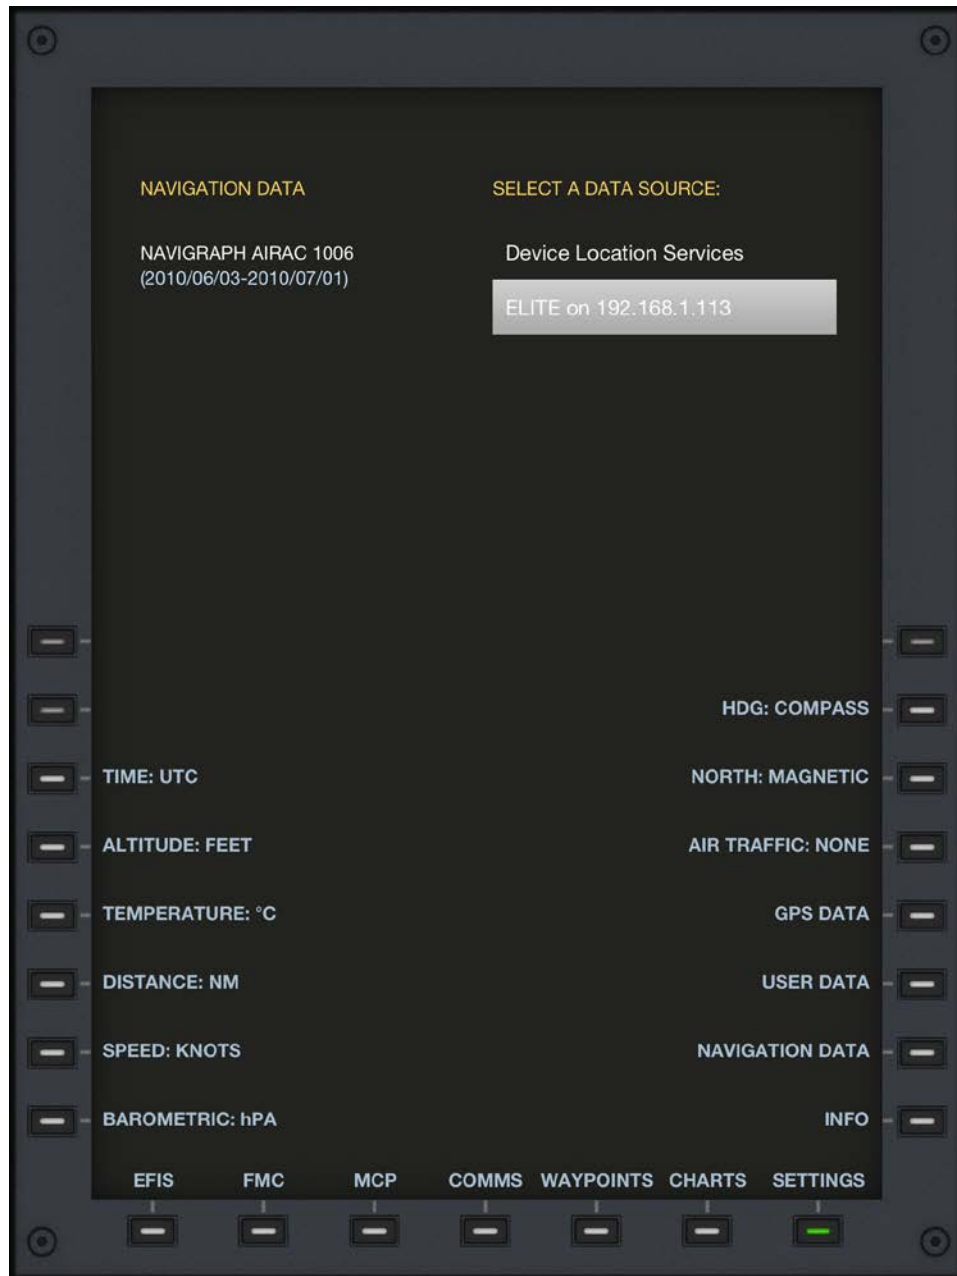 NAVIGATION DATA
SELECT A DATA SOURCE:
NAVIGRAPH AIRAC 1006
(2010/06/03-2010/07/01)
Device Location Services
ELITE on 192.168.1.113
HDG: COMPASS
TIME: UTC
NORTH: MAGNETIC
ALTITUDE: FEET
AIR TRAFFIC: NONE
TEMPERATURE: °C
GPS DATA
DISTANCE: NM
USER DATA
SPEED: KNOTS
NAVIGATION DATA
BAROMETRIC: hPA
INFO
EFIS FMC MCP COMMS WAYPOINTS CHARTS SETTINGS